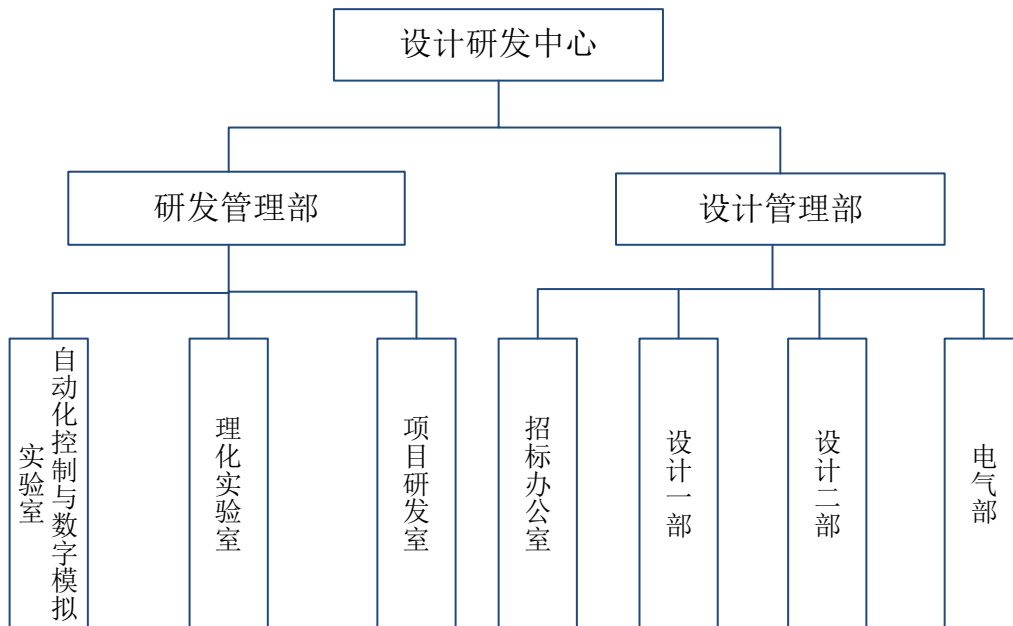 设计研发中心
研发管理部
设计管理部
自动化控制与数字模拟
实验室
理化实验室
项目研发室
招标办公室
设计一部
设计二部
电气部